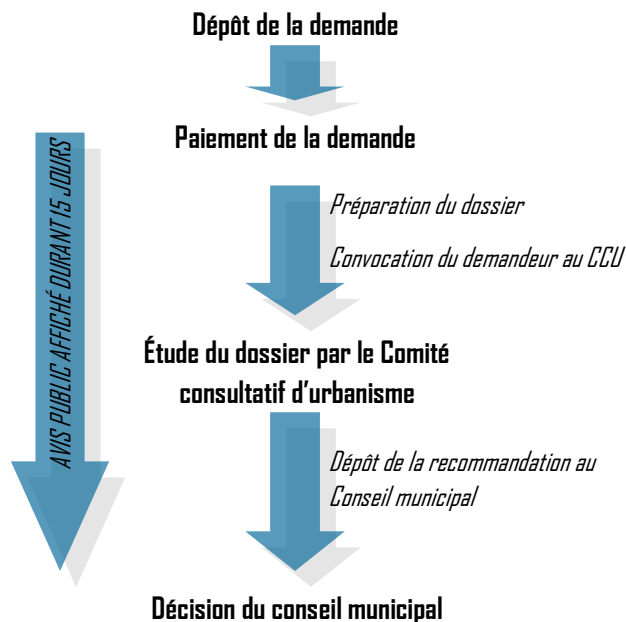 Dépôt de la demande
Paiement de la demande
AVIS PUBLIC AFFICHÉ DURANT 15 JOURS
Préparation du dossier
Convocation du demandeur au CCU
Étude du dossier par le Comité
consultatif d'urbanisme
Dépôt de la recommandation au
Conseil municipal
Décision du conseil municipal